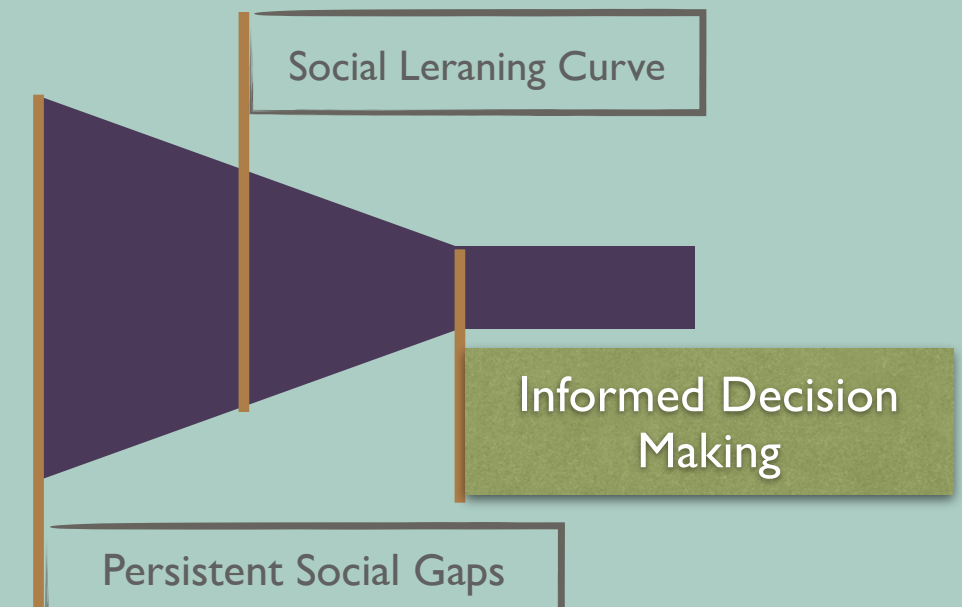 Social Leraning Curve
Informed Decision
Making
Persistent Social Gaps